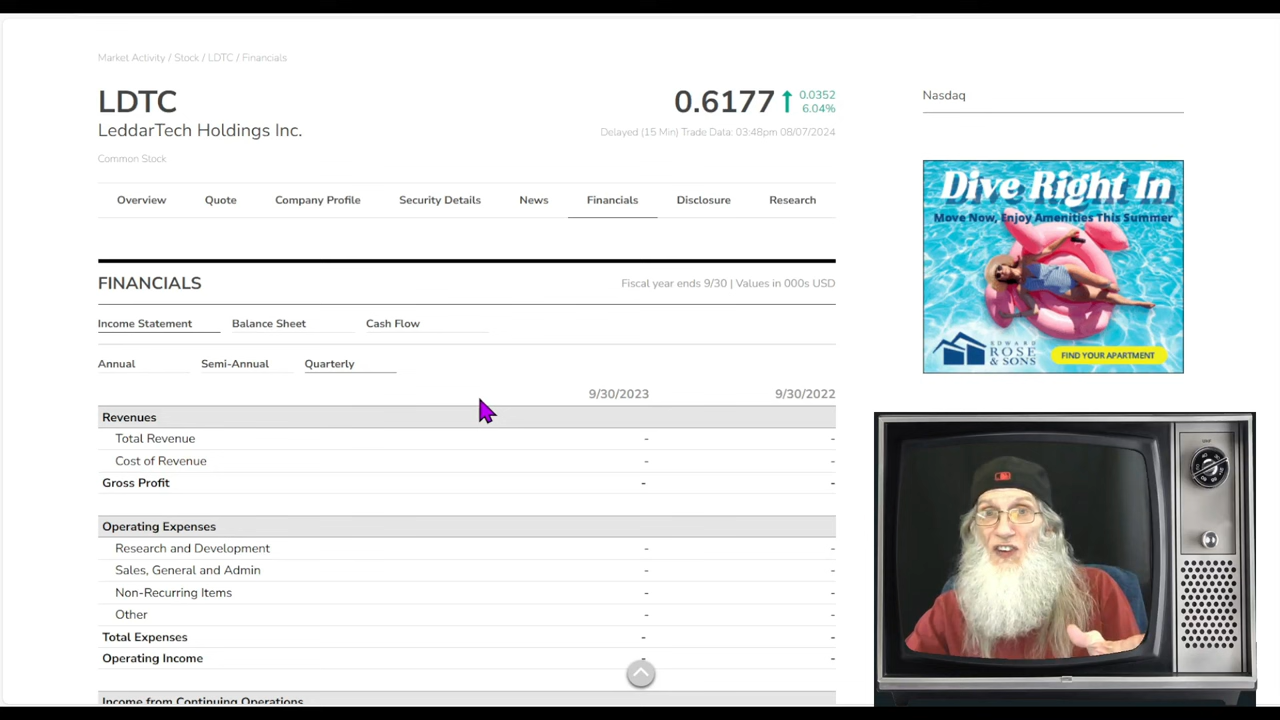 Market Activity / Stock / LDTC / Financials
LDTC
0.6177
0.0352
6.04%
LeddarTech Holdings Inc.
Delayed (15 Min) Trade Data: 03:48pm 08/07/2024
Common Stock
Nasdaq
Overview Quote Company Profile Security Details News Financials Disclosure Research
FINANCIALS
Fiscal year ends 9/30 | Values in 000s USD
Income Statement Balance Sheet Cash Flow
Annual Semi-Annual Quarterly
9/30/2023 9/30/2022
Revenues
Total Revenue - -
Cost of Revenue - -
Gross Profit - -
Operating Expenses
Research and Development - -
Sales, General and Admin - -
Non-Recurring Items - -
Other - -
Total Expenses - -
Operating Income - -
Income from Continuing Operations
Dive Right In
Move Now, Enjoy Amenities This Summer
EDWARD
ROSE
& SONS
FIND YOUR APARTMENT